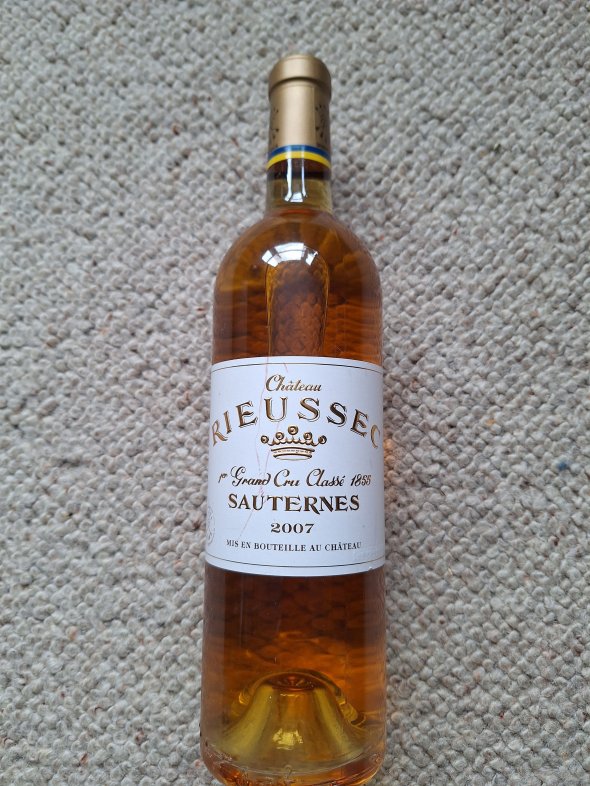 Château
RIEUSSEC
1er Grand Cru Classé 1855
SAUTERNES
2007
MIS EN BOUTEILLE AU CHÂTEAU